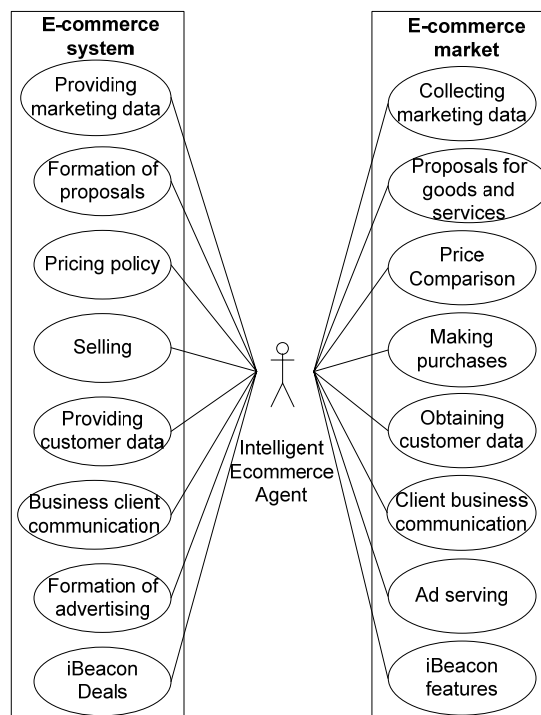 E-commerce
system
Providing
marketing data
Formation of
proposals
Pricing policy
Selling
Providing
customer data
Business client
communication
Formation of
advertising
iBeacon
Deals
Intelligent
Ecommerce
Agent
E-commerce
market
Collecting
marketing data
Proposals for
goods and
services
Price
Comparison
Making
purchases
Obtaining
customer data
Client business
communication
Ad serving
iBeacon
features